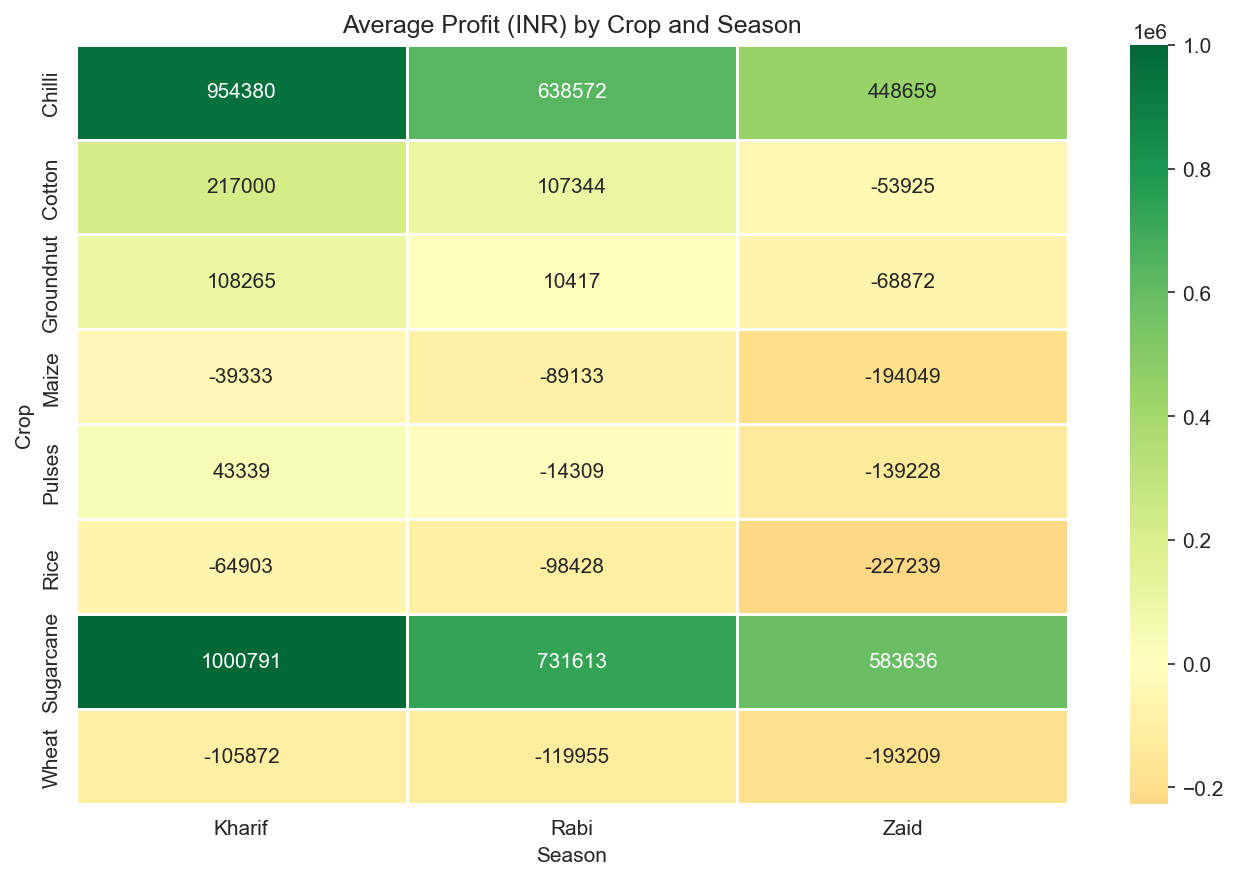 Average Profit (INR) by Crop and Season
1e6
Crop
Chilli 954380 638572 448659
Cotton 217000 107344 -53925
Groundnut 108265 10417 -68872
Maize -39333 -89133 -194049
Pulses 43339 -14309 -139228
Rice -64903 -98428 -227239
Sugarcane 1000791 731613 583636
Wheat -105872 -119955 -193209
Kharif Rabi Zaid
Season
1.0
0.8
0.6
0.4
0.2
0.0
−0.2